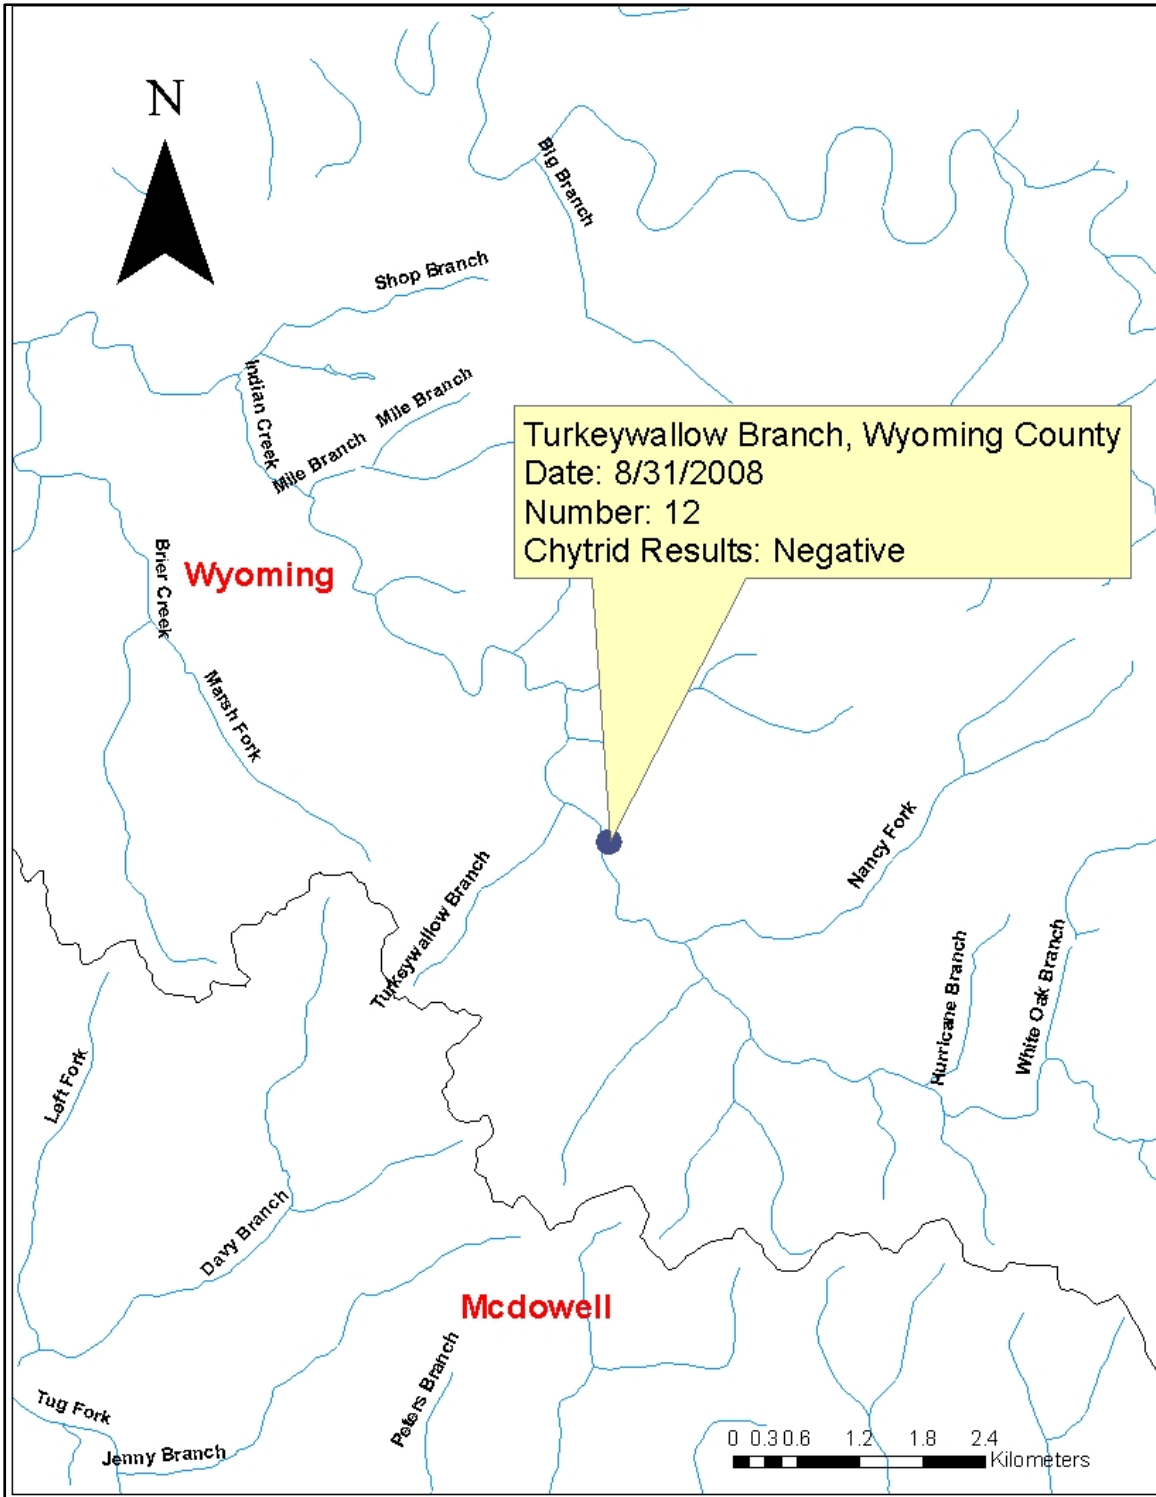 N
Big Branch
Shop Branch
Indian Creek
Mile Branch
Mile Branch
Turkeywallow Branch, Wyoming County
Date: 8/31/2008
Number: 12
Chytrid Results: Negative
Brier Creek
Wyoming
Marsh Fork
Nancy Fork
Turkeywallow Branch
Hurricane Branch
White Oak Branch
Left Fork
Davy Branch
Mcdowell
Peters Branch
Tug Fork
Jenny Branch
0 0.3 0.6 1.2 1.8 2.4
Kilometers